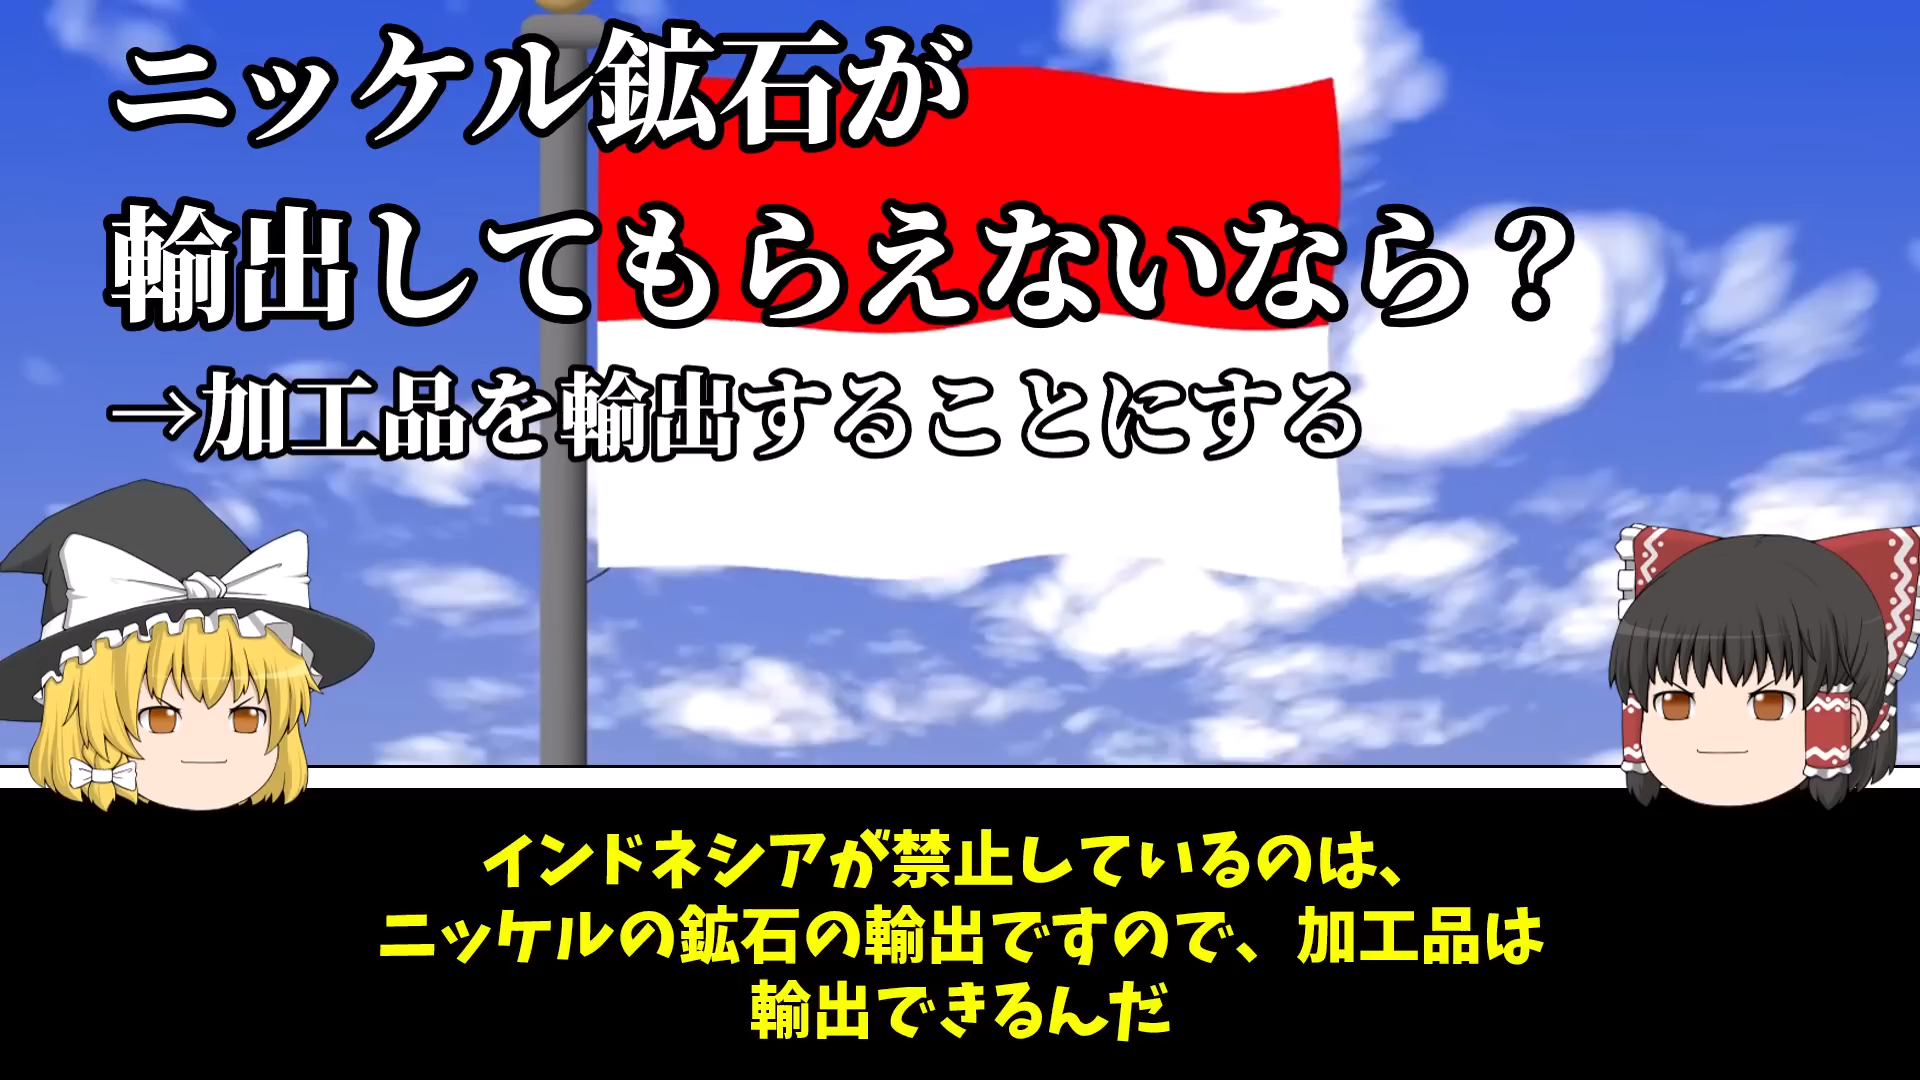 ニッケル鉱石が
輸出してもらえないなら？
→加工品を輸出することにする
インドネシアが禁止しているのは、
ニッケルの鉱石の輸出ですので、加工品は
輸出できるんだ